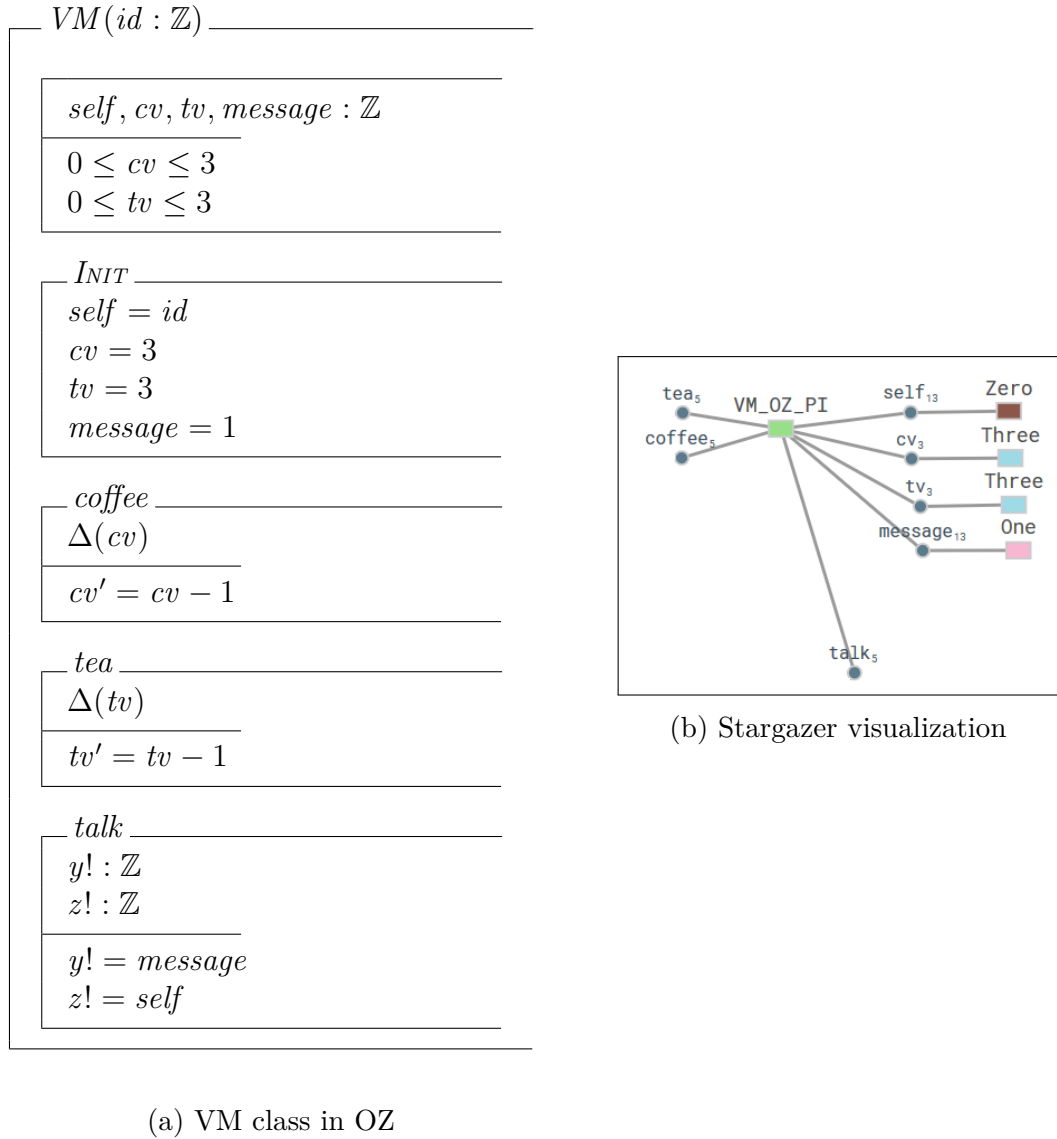 VM(id : ℤ)
self, cv, tv, message : ℤ
0 ≤ cv ≤ 3
0 ≤ tv ≤ 3
INIT
self = id
cv = 3
tv = 3
message = 1
coffee
Δ(cv)
cv′ = cv − 1
tea
Δ(tv)
tv′ = tv − 1
talk
y! : ℤ
z! : ℤ
y! = message
z! = self
(a) VM class in OZ
tea₅
VM_OZ_PI
self₁₃
Zero
coffee₅
cv₃
Three
tv₃
Three
message₁₃
One
talk₅
(b) Stargazer visualization